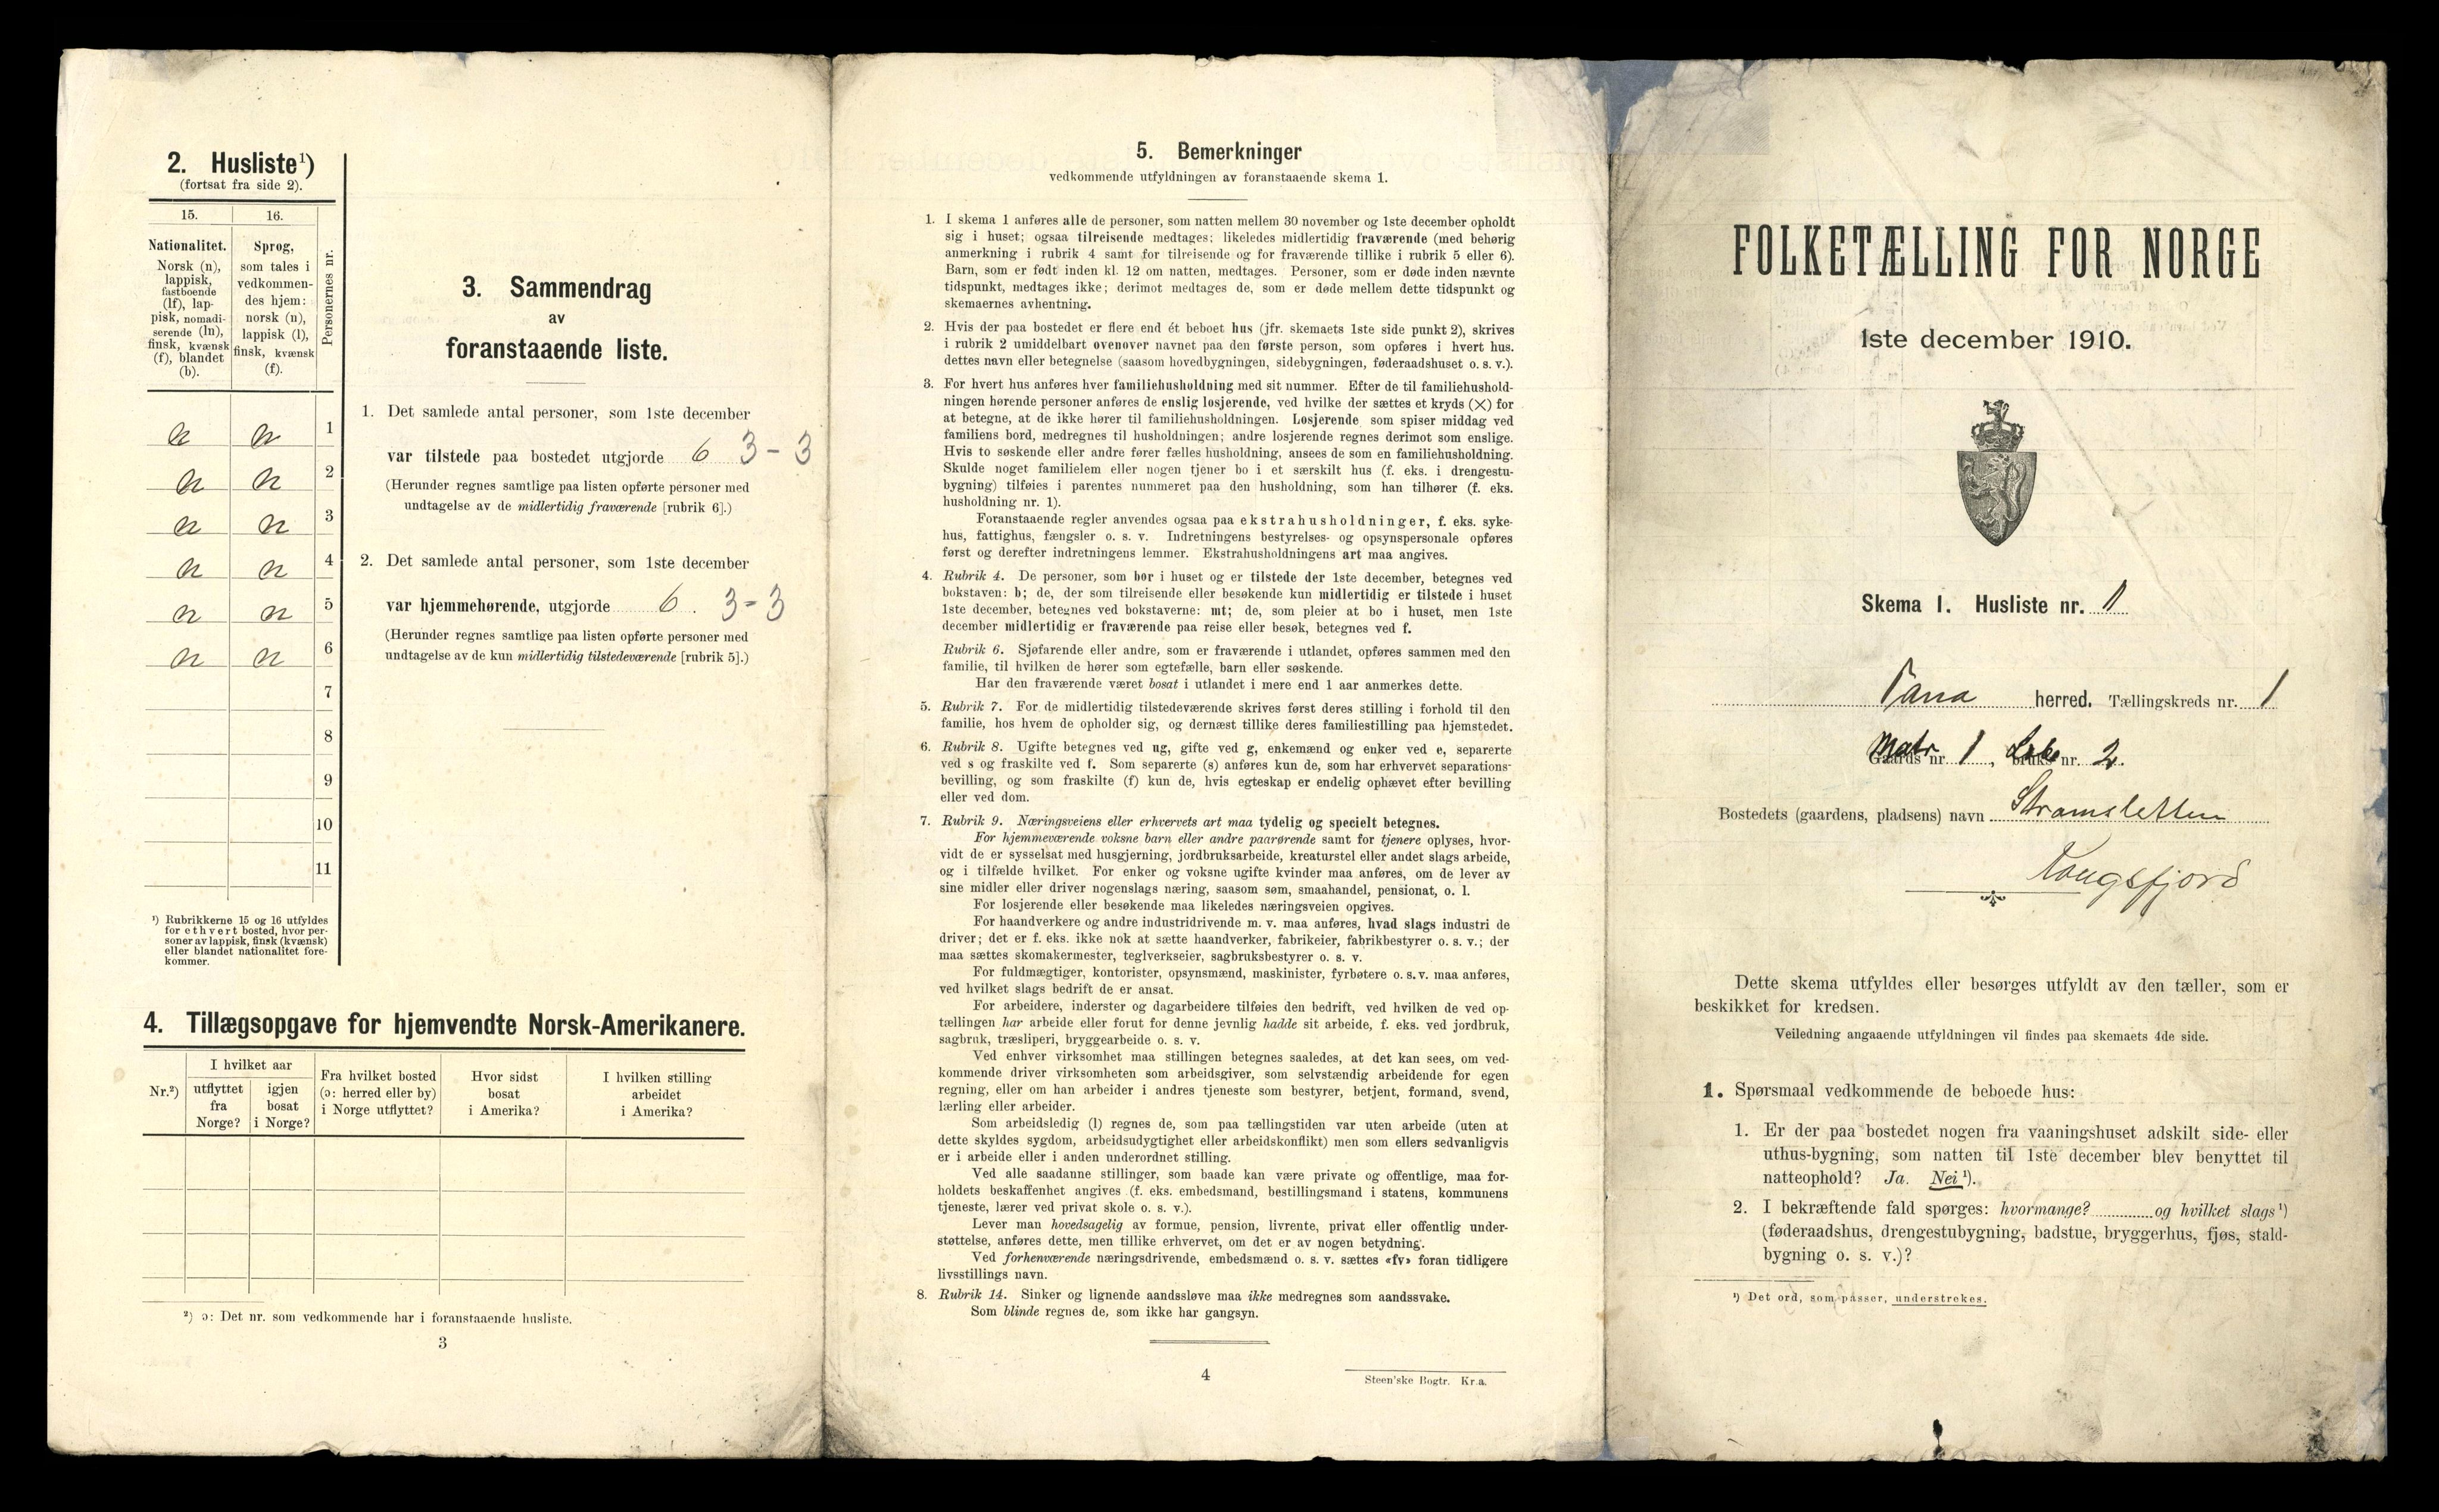 2. Husliste¹)
(fortsat fra side 2).
15.
16.
Nationalitet.
Norsk (n),
lappisk,
fastboende
(lf), lap-
pisk, nomadi-
serende (ln),
finsk, kvænsk
(f), blandet
(b).
Sprog,
som tales i
vedkommen-
des hjem:
norsk (n),
lappisk (l),
finsk, kvænsk
(f).
Personernes nr.
n n 1
n n 2
n n 3
n n 4
n n 5
n n 6
7
8
9
10
11
¹) Rubrikkerne 15 og 16 utfyldes
for ethvert bosted, hvor per-
soner av lappisk, finsk (kvænsk)
eller blandet nationalitet fore-
kommer.
3. Sammendrag
av
foranstaaende liste.
1. Det samlede antal personer, som 1ste december
var tilstede paa bostedet utgjorde 6 3-3
(Herunder regnes samtlige paa listen opførte personer med
undtagelse av de midlertidig fraværende [rubrik 6].)
2. Det samlede antal personer, som 1ste december
var hjemmehørende, utgjorde 6. 3-3
(Herunder regnes samtlige paa listen opførte personer med
undtagelse av de kun midlertidig tilstedeværende [rubrik 5].)
4. Tillægsopgave for hjemvendte Norsk-Amerikanere.
Nr.²)
I hvilket aar
utflyttet
fra
Norge?
igjen
bosat
i Norge?
Fra hvilket bosted
(ɔ: herred eller by)
i Norge utflyttet?
Hvor sidst
bosat
i Amerika?
I hvilken stilling
arbeidet
i Amerika?
²) ɔ: Det nr. som vedkommende har i foranstaaende husliste.
3
5. Bemerkninger
vedkommende utfyldningen av foranstaaende skema 1.
1. I skema 1 anføres alle de personer, som natten mellem 30 november og 1ste december opholdt
sig i huset; ogsaa tilreisende medtages; likeledes midlertidig fraværende (med behørig
anmerkning i rubrik 4 samt for tilreisende og for fraværende tillike i rubrik 5 eller 6).
Barn, som er født inden kl. 12 om natten, medtages. Personer, som er døde inden nævnte
tidspunkt, medtages ikke; derimot medtages de, som er døde mellem dette tidspunkt og
skemaernes avhentning.
2. Hvis der paa bostedet er flere end ét beboet hus (jfr. skemaets 1ste side punkt 2), skrives
i rubrik 2 umiddelbart ovenover navnet paa den første person, som opføres i hvert hus.
dettes navn eller betegnelse (saasom hovedbygningen, sidebygningen, føderaadshuset o. s. v.).
3. For hvert hus anføres hver familiehusholdning med sit nummer. Efter de til familiehushold-
ningen hørende personer anføres de enslig losjerende, ved hvilke der sættes et kryds (×) for
at betegne, at de ikke hører til familiehusholdningen. Losjerende som spiser middag ved
familiens bord, medregnes til husholdningen; andre losjerende regnes derimot som enslige.
Hvis to søskende eller andre fører fælles husholdning, ansees de som en familiehusholdning.
Skulde noget familielem eller nogen tjener bo i et særskilt hus (f. eks. i drengestu-
bygning) tilføies i parentes nummeret paa den husholdning, som han tilhører (f. eks.
husholdning nr. 1).
Foranstaaende regler anvendes ogsaa paa ekstrahusholdninger, f. eks. syke-
hus, fattighus, fængsler o. s. v. Indretningens bestyrelses- og opsynspersonale opføres
først og derefter indretningens lemmer. Ekstrahusholdningens art maa angives.
4. Rubrik 4. De personer, som bor i huset og er tilstede der 1ste december, betegnes ved
bokstaven: b; de, der som tilreisende eller besøkende kun midlertidig er tilstede i huset
1ste december, betegnes ved bokstaverne: mt; de, som pleier at bo i huset, men 1ste
december midlertidig er fraværende paa reise eller besøk, betegnes ved f.
Rubrik 6. Sjøfarende eller andre, som er fraværende i utlandet, opføres sammen med den
familie, til hvilken de hører som egtefælle, barn eller søskende.
Har den fraværende været bosat i utlandet i mere end 1 aar anmerkes dette.
5. Rubrik 7. For de midlertidig tilstedeværende skrives først deres stilling i forhold til den
familie, hos hvem de opholder sig, og dernæst tillike deres familiestilling paa hjemstedet.
6. Rubrik 8. Ugifte betegnes ved ug, gifte ved g, enkemænd og enker ved e, separerte
ved s og fraskilte ved f. Som separerte (s) anføres kun de, som har erhvervet separations-
bevilling, og som fraskilte (f) kun de, hvis egteskap er endelig ophævet efter bevilling
eller ved dom.
7. Rubrik 9. Næringsveiens eller erhvervets art maa tydelig og specielt betegnes.
For hjemmeværende voksne barn eller andre paarørende samt for tjenere oplyses, hvor-
vidt de er sysselsat med husgjerning, jordbruksarbeide, kreaturstel eller andet slags arbeide,
og i tilfælde hvilket. For enker og voksne ugifte kvinder maa anføres, om de lever av
sine midler eller driver nogenslags næring, saasom søm, smaahandel, pensionat, o. l.
For losjerende eller besøkende maa likeledes næringsveien opgives.
For haandverkere og andre industridrivende m. v. maa anføres, hvad slags industri de
driver; det er f. eks. ikke nok at sætte haandverker, fabrikeier, fabrikbestyrer o. s. v.; der
maa sættes skomakermester, teglverkseier, sagbruksbestyrer o. s. v.
For fuldmægtiger, kontorister, opsynsmænd, maskinister, fyrbøtere o. s. v. maa anføres,
ved hvilket slags bedrift de er ansat.
For arbeidere, inderster og dagarbeidere tilføies den bedrift, ved hvilken de ved op-
tællingen har arbeide eller forut for denne jevnlig hadde sit arbeide, f. eks. ved jordbruk,
sagbruk, træsliperi, bryggearbeide o. s. v.
Ved enhver virksomhet maa stillingen betegnes saaledes, at det kan sees, om ved-
kommende driver virksomheten som arbeidsgiver, som selvstændig arbeidende for egen
regning, eller om han arbeider i andres tjeneste som bestyrer, betjent, formand, svend,
lærling eller arbeider.
Som arbeidsledig (l) regnes de, som paa tællingstiden var uten arbeide (uten at
dette skyldes sygdom, arbeidsudygtighet eller arbeidskonflikt) men som ellers sedvanligvis
er i arbeide eller i anden underordnet stilling.
Ved alle saadanne stillinger, som baade kan være private og offentlige, maa for-
holdets beskaffenhet angives (f. eks. embedsmand, bestillingsmand i statens, kommunens
tjeneste, lærer ved privat skole o. s. v.).
Lever man hovedsagelig av formue, pension, livrente, privat eller offentlig under-
støttelse, anføres dette, men tillike erhvervet, om det er av nogen betydning.
Ved forhenværende næringsdrivende, embedsmænd o. s. v. sættes «fv» foran tidligere
livsstillings navn.
8. Rubrik 14. Sinker og lignende aandssløve maa ikke medregnes som aandssvake.
Som blinde regnes de, som ikke har gangsyn.
4
Steen'ske Bogtr. Kr.a.
FOLKETÆLLING FOR NORGE
1ste december 1910.
Skema 1. Husliste nr. 1
Tana herred. Tællingskreds nr. 1
Matr
Gaards nr. 1, bruks nr. 2.
Bostedets (gaardens, pladsens) navn Strømsletten
Kongsfjord
Dette skema utfyldes eller besørges utfyldt av den tæller, som er
beskikket for kredsen.
Veiledning angaaende utfyldningen vil findes paa skemaets 4de side.
1. Spørsmaal vedkommende de beboede hus:
1. Er der paa bostedet nogen fra vaaningshuset adskilt side- eller
uthus-bygning, som natten til 1ste december blev benyttet til
natteophold? Ja. Nei¹).
2. I bekræftende fald spørges: hvormange? og hvilket slags¹)
(føderaadshus, drengestubygning, badstue, bryggerhus, fjøs, stald-
bygning o. s. v.)?
¹) Det ord, som passer, understrekes.